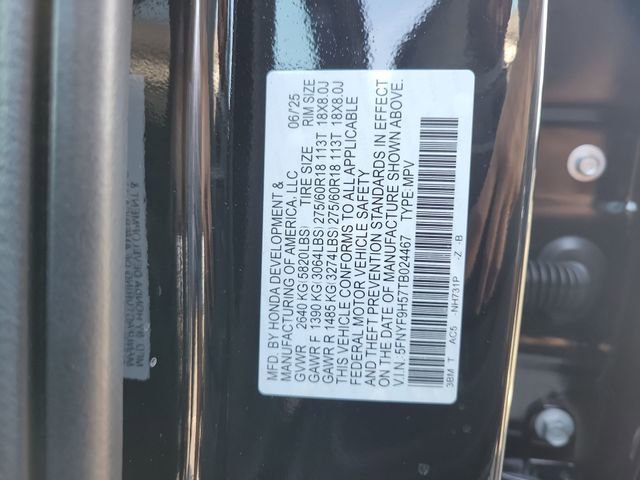 MFD. BY HONDA DEVELOPMENT & 06/'25
MANUFACTURING OF AMERICA, LLC.
TIRE SIZE RIM SIZE
GVWR 2640 KG(5820LBS)
GAWR F 1390 KG(3064LBS) 275/60R18 113T 18X8.0J
GAWR R 1485 KG(3274LBS) 275/60R18 113T 18X8.0J
THIS VEHICLE CONFORMS TO ALL APPLICABLE
FEDERAL MOTOR VEHICLE SAFETY
AND THEFT PREVENTION STANDARDS IN EFFECT
ON THE DATE OF MANUFACTURE SHOWN ABOVE.
V.I.N. 5FNYF9H57TB024467 TYPE:MPV
3BM T AC5 NH731P -Z -B